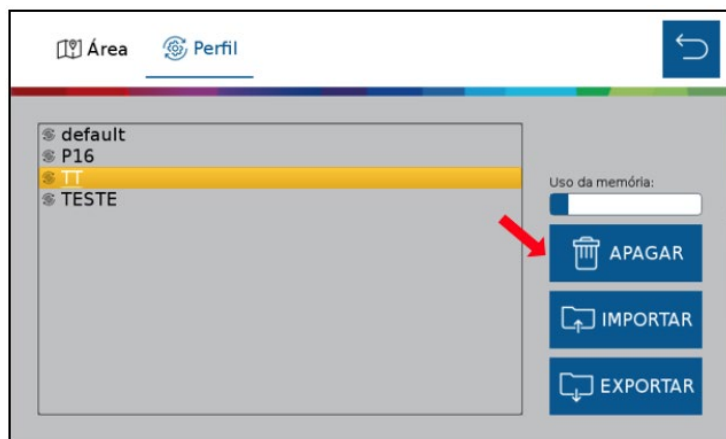 Área
Perfil
default
P16
TT
TESTE
Uso da memória:
APAGAR
IMPORTAR
EXPORTAR